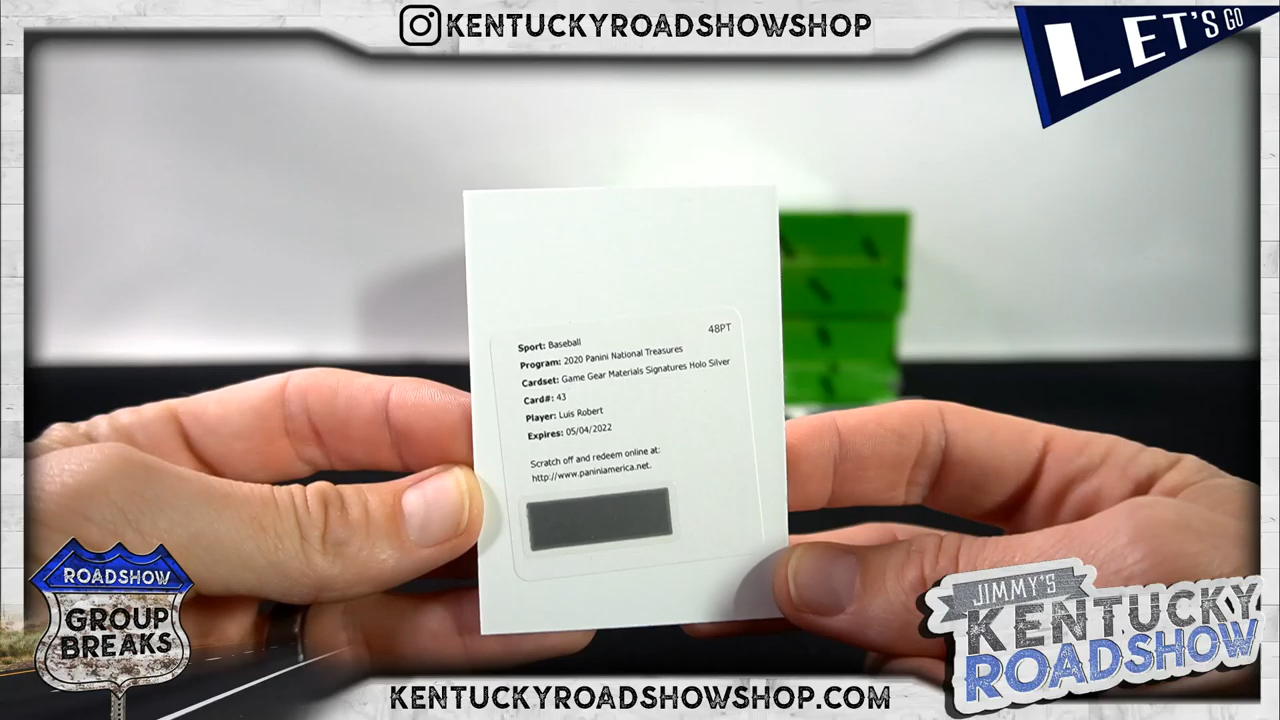 KENTUCKYROADSHOWSHOP
LET'S GO
48PT
Sport: Baseball
Program: 2020 Panini National Treasures
Cardset: Game Gear Materials Signatures Holo Silver
Card#: 43
Player: Luis Robert
Expires: 05/04/2022
Scratch off and redeem online at:
http://www.paniniamerica.net.
ROADSHOW
GROUP
BREAKS
JIMMY'S
KENTUCKY
ROADSHOW
KENTUCKYROADSHOWSHOP.COM